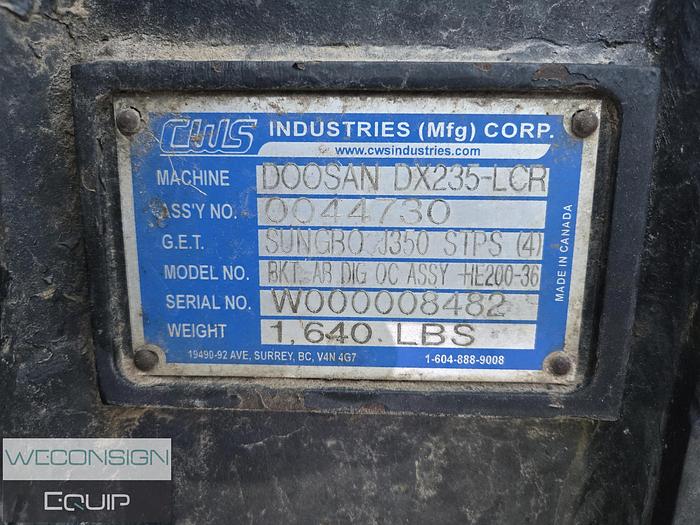 CWS INDUSTRIES (Mfg) CORP.
www.cwsindustries.com
MACHINE DOOSAN DX235-LCR
ASS'Y NO. 0044730
G.E.T. SUNGBO J350 STPS (4)
MODEL NO. BKT AR DIG OC ASSY HE200-36
SERIAL NO. W000008482
WEIGHT 1,640. LBS
19490-92 AVE, SURREY, BC, V4N 4G7 1-604-888-9008
MADE IN CANADA
WECONSIGN
EQUIP